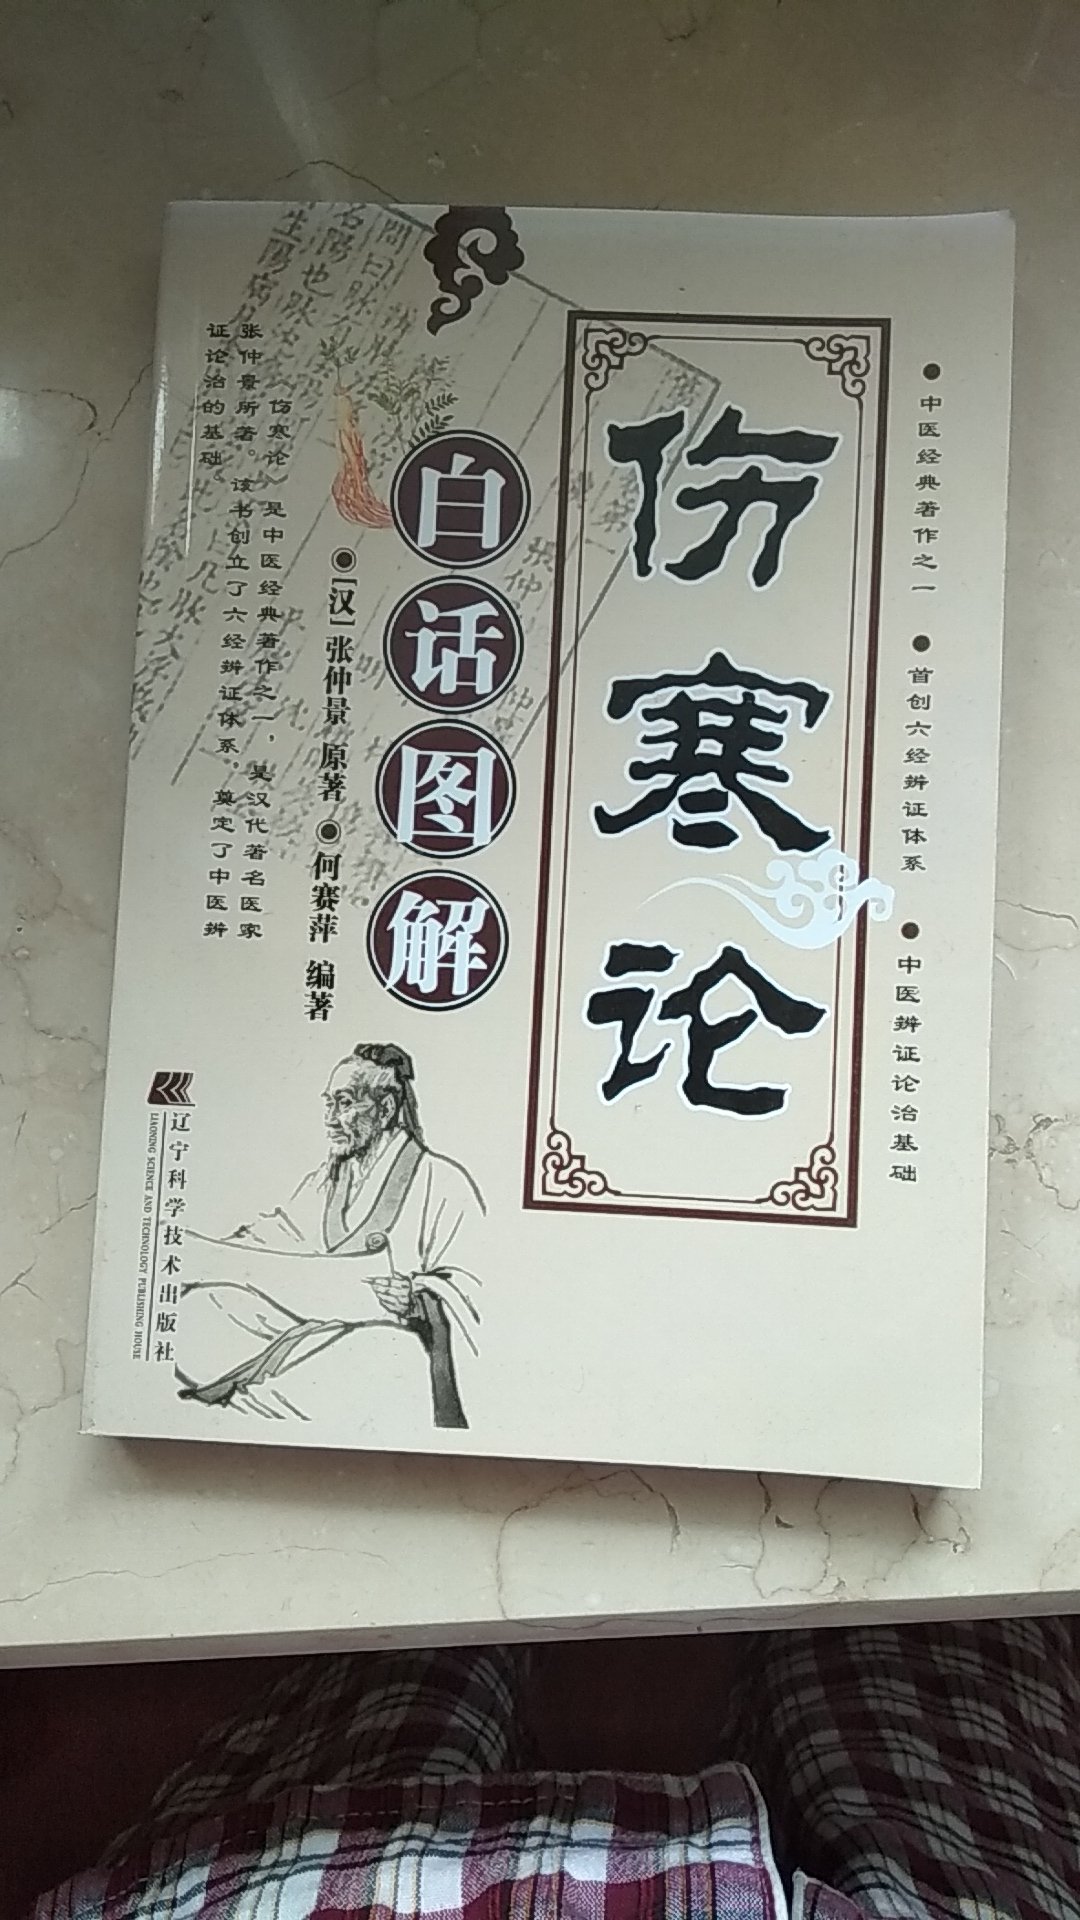 中医经典著作之一
首创六经辨证体系
中医辨证论治基础
伤寒论
白话图解
[汉]张仲景 原著
何赛萍 编著
《伤寒论》是中医经典著作之一，是汉代著名医家
张仲景所著。该书创立了六经辨证体系，奠定了中医辨
证论治的基础。
辽宁科学技术出版社
LIAONING SCIENCE AND TECHNOLOGY PUBLISHING HOUSE